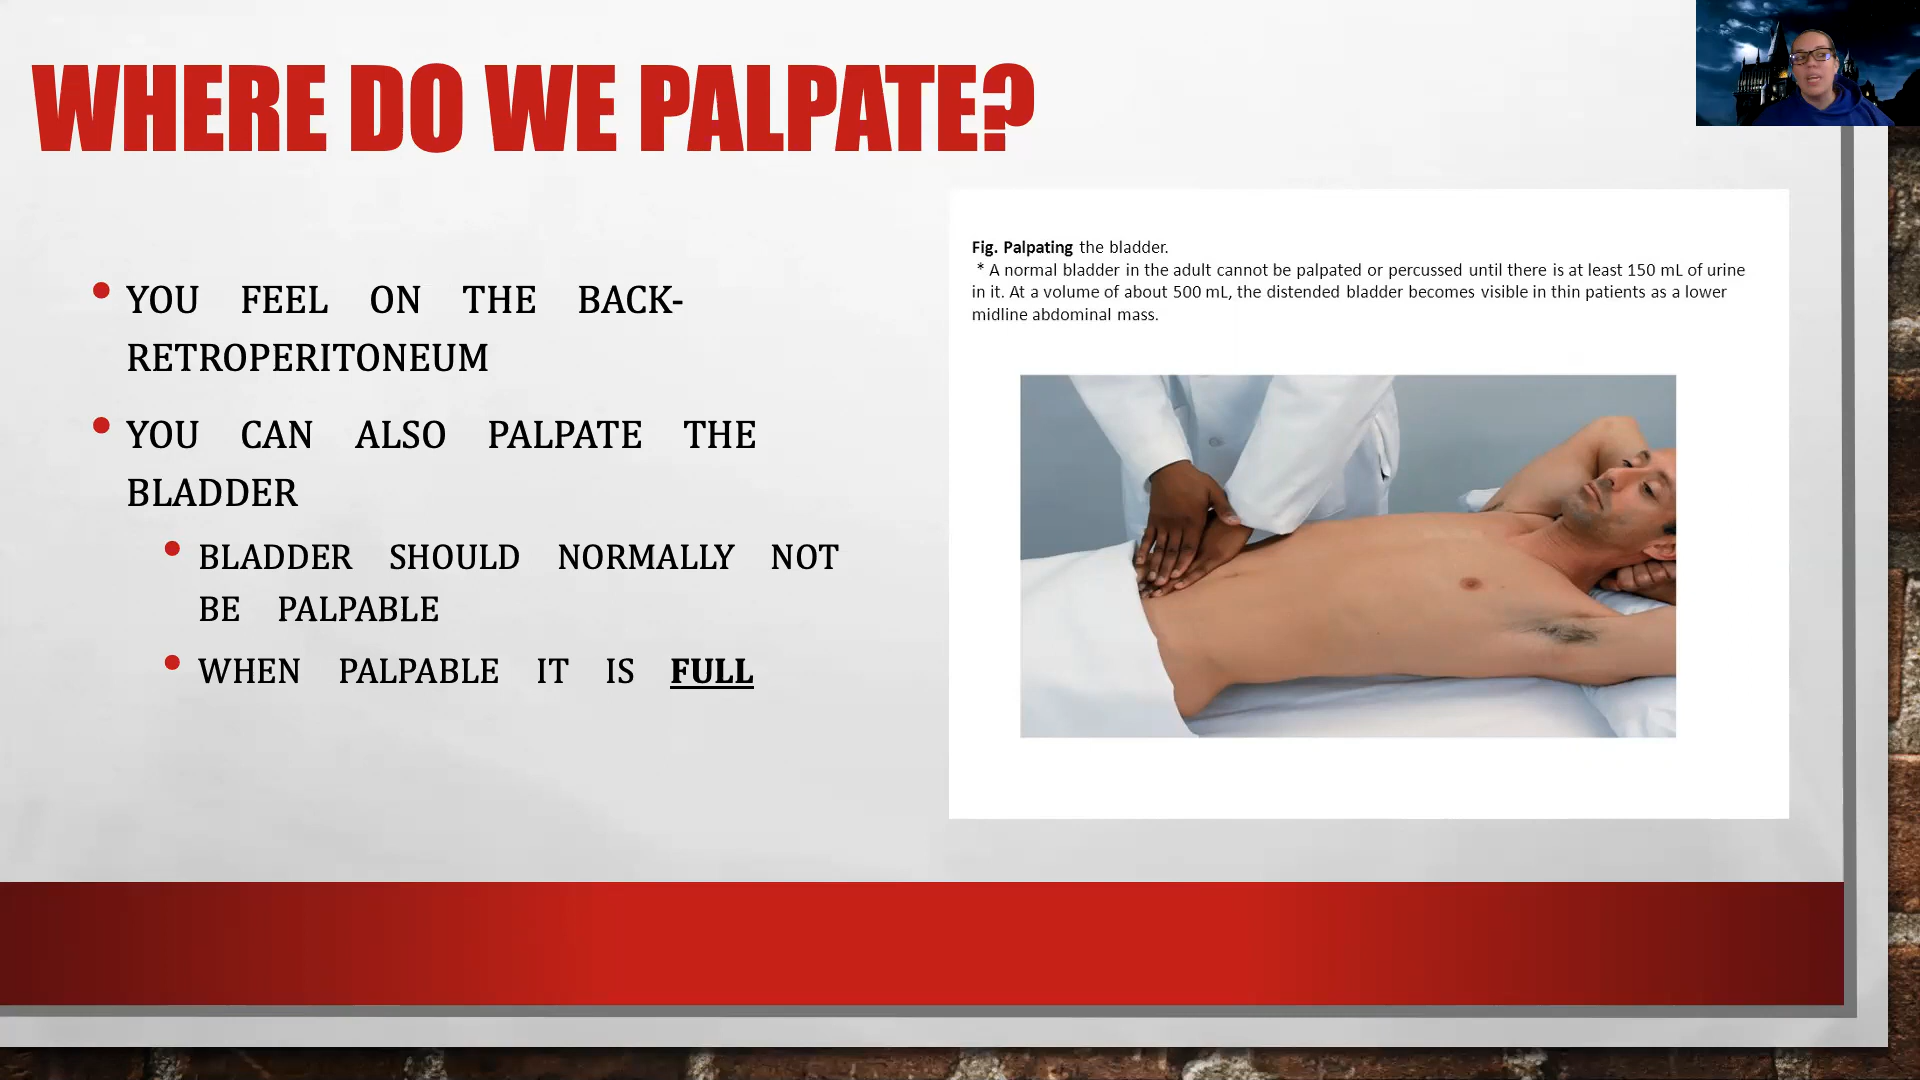 WHERE DO WE PALPATE?
• YOU FEEL ON THE BACK-
RETROPERITONEUM
• YOU CAN ALSO PALPATE THE
BLADDER
• BLADDER SHOULD NORMALLY NOT
BE PALPABLE
• WHEN PALPABLE IT IS FULL
Fig. Palpating the bladder.
* A normal bladder in the adult cannot be palpated or percussed until there is at least 150 mL of urine
in it. At a volume of about 500 mL, the distended bladder becomes visible in thin patients as a lower
midline abdominal mass.